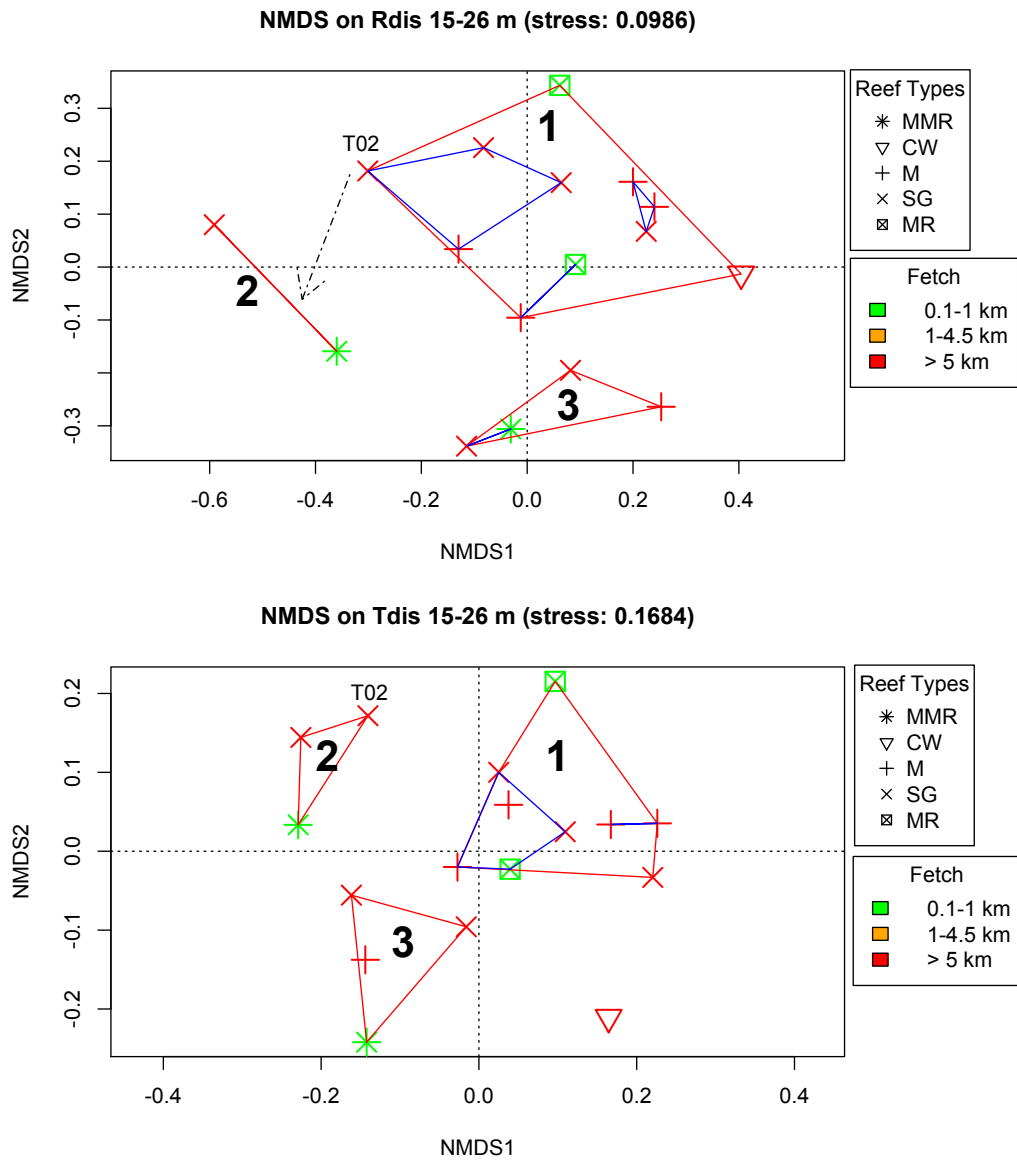 NMDS on Rdis 15-26 m (stress: 0.0986)
NMDS2
0.3
0.2
0.1
0.0
-0.1
-0.3
T02
1
2
3
-0.6
-0.4
-0.2
0.0
0.2
0.4
NMDS1
Reef Types
MMR
CW
M
SG
MR
Fetch
0.1-1 km
1-4.5 km
> 5 km
NMDS on Tdis 15-26 m (stress: 0.1684)
NMDS2
0.2
0.1
0.0
-0.1
-0.2
T02
2
1
3
-0.4
-0.2
0.0
0.2
0.4
NMDS1
Reef Types
MMR
CW
M
SG
MR
Fetch
0.1-1 km
1-4.5 km
> 5 km